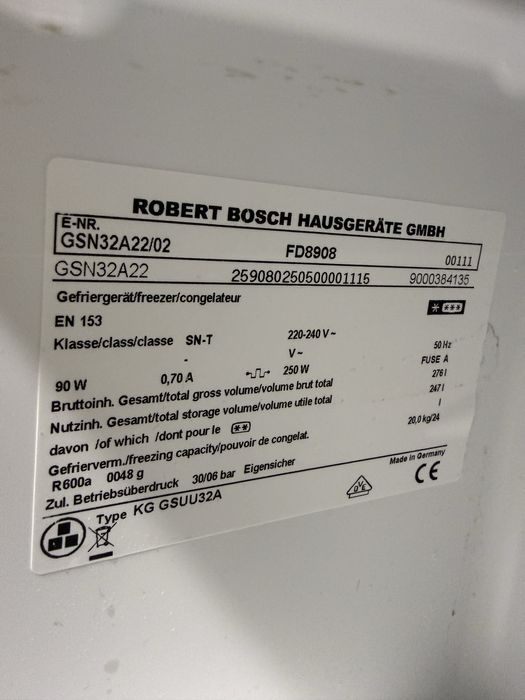 ROBERT BOSCH HAUSGERÄTE GMBH
E-NR.
GSN32A22/02 FD8908 00111
GSN32A22 259080250500001115 9000384135
Gefriergerät/freezer/congelateur * ***
EN 153
Klasse/class/classe SN-T 220-240 V~ 50 Hz
- V~ FUSE A
90 W 0,70 A 250 W 276 l
Bruttoinh. Gesamt/total gross volume/volume brut total 247 l
Nutzinh. Gesamt/total storage volume/volume utile total l
davon /of which /dont pour le ** 20,0 kg/24
Gefrierverm./freezing capacity/pouvoir de congelat.
R600a 0048 g
Zul. Betriebsüberdruck 30/06 bar Eigensicher Made in Germany
Type KG GSUU32A OVE CE